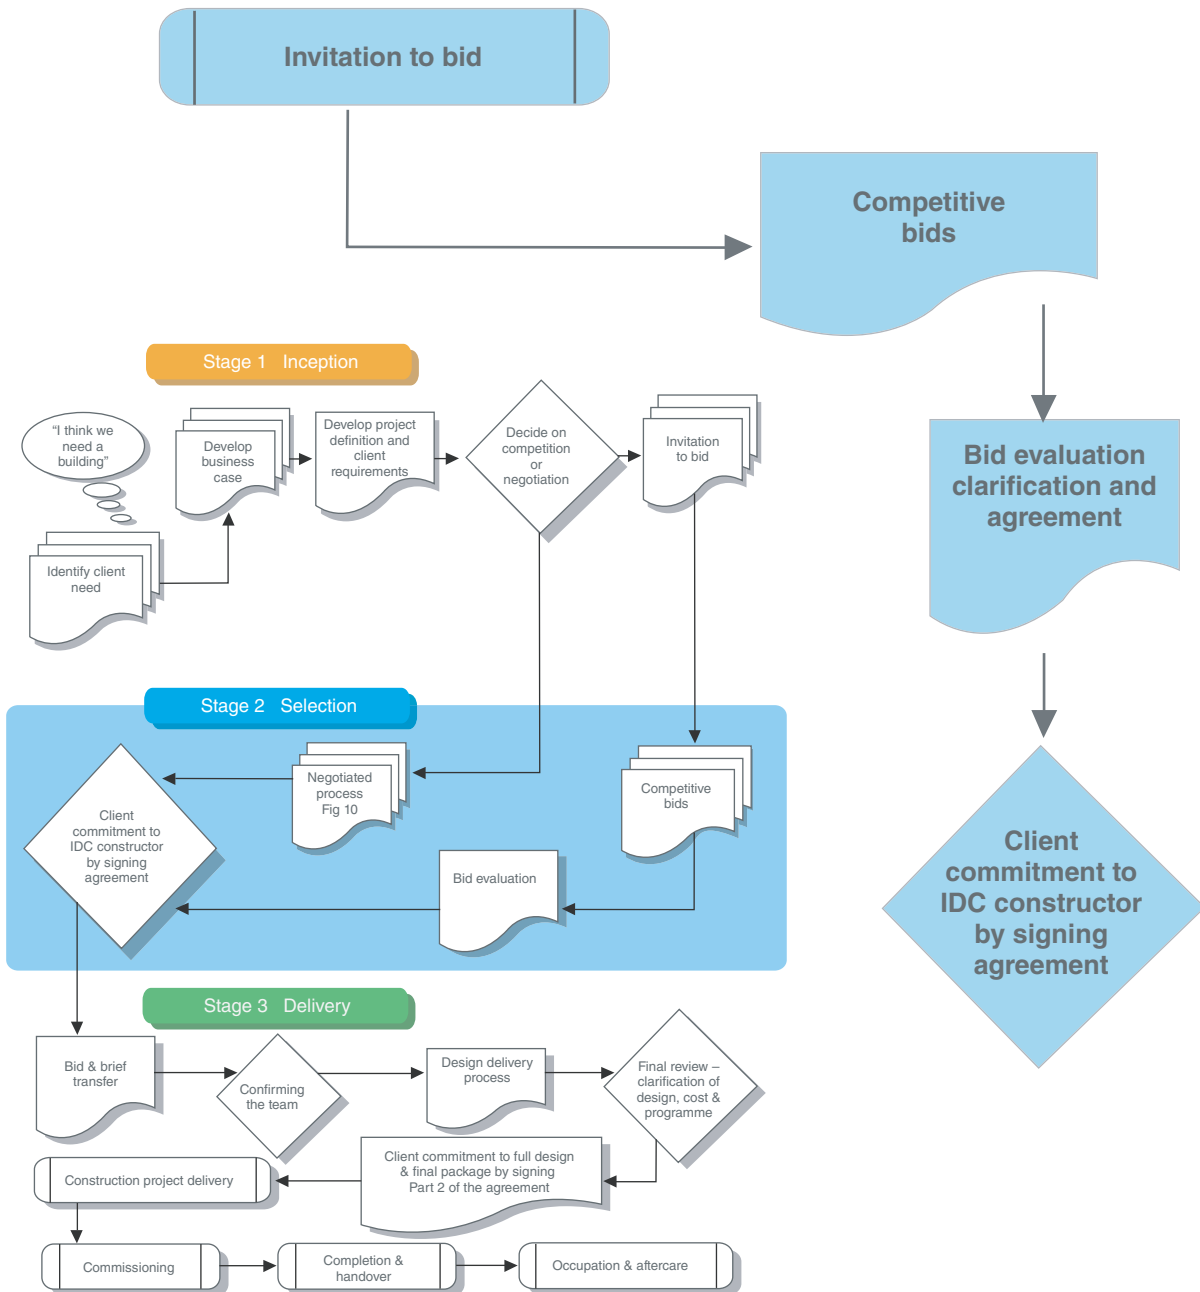 Invitation to bid
Competitive
bids
Bid evaluation
clarification and
agreement
Client
commitment to
IDC constructor
by signing
agreement
Stage 1 Inception
“I think we
need a
building”
Identify client
need
Develop
business
case
Develop project
definition and
client
requirements
Decide on
competition
or
negotiation
Invitation
to bid
Stage 2 Selection
Client
commitment to
IDC constructor
by signing
agreement
Negotiated
process
Fig 10
Competitive
bids
Bid evaluation
Stage 3 Delivery
Bid & brief
transfer
Confirming
the team
Design delivery
process
Final review –
clarification of
design, cost &
programme
Client commitment to full design
& final package by signing
Part 2 of the agreement
Construction project delivery
Commissioning
Completion &
handover
Occupation & aftercare